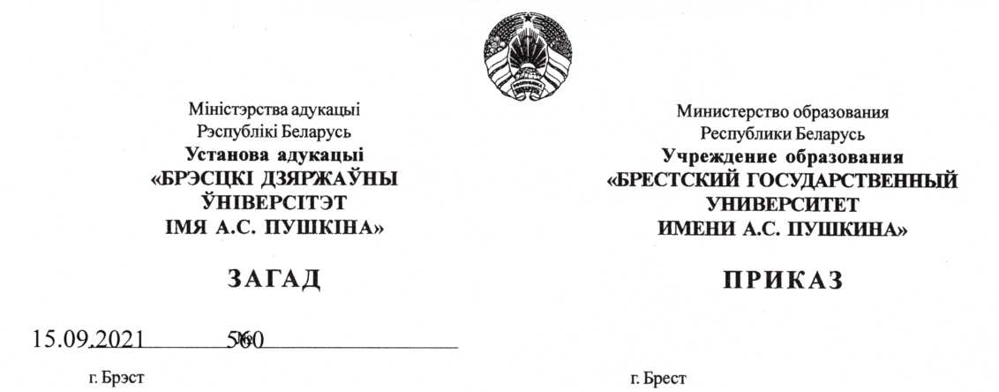 Міністэрства адукацыі
Рэспублікі Беларусь
Установа адукацыі
«БРЭСЦКІ ДЗЯРЖАЎНЫ
ЎНІВЕРСІТЭТ
ІМЯ А.С. ПУШКІНА»
ЗАГАД
15.09.2021 № 560
г. Брэст
Министерство образования
Республики Беларусь
Учреждение образования
«БРЕСТСКИЙ ГОСУДАРСТВЕННЫЙ
УНИВЕРСИТЕТ
ИМЕНИ А.С. ПУШКИНА»
ПРИКАЗ
г. Брест